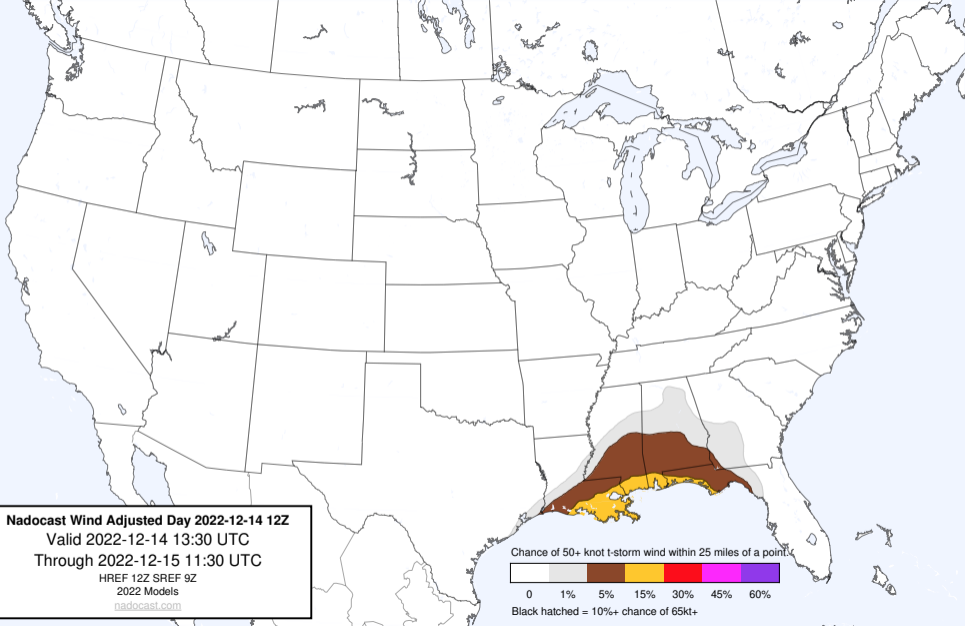 Nadocast Wind Adjusted Day 2022-12-14 12Z
Valid 2022-12-14 13:30 UTC
Through 2022-12-15 11:30 UTC
HREF 12Z SREF 9Z
2022 Models
nadocast.com
Chance of 50+ knot t-storm wind within 25 miles of a point.
0 1% 5% 15% 30% 45% 60%
Black hatched = 10%+ chance of 65kt+